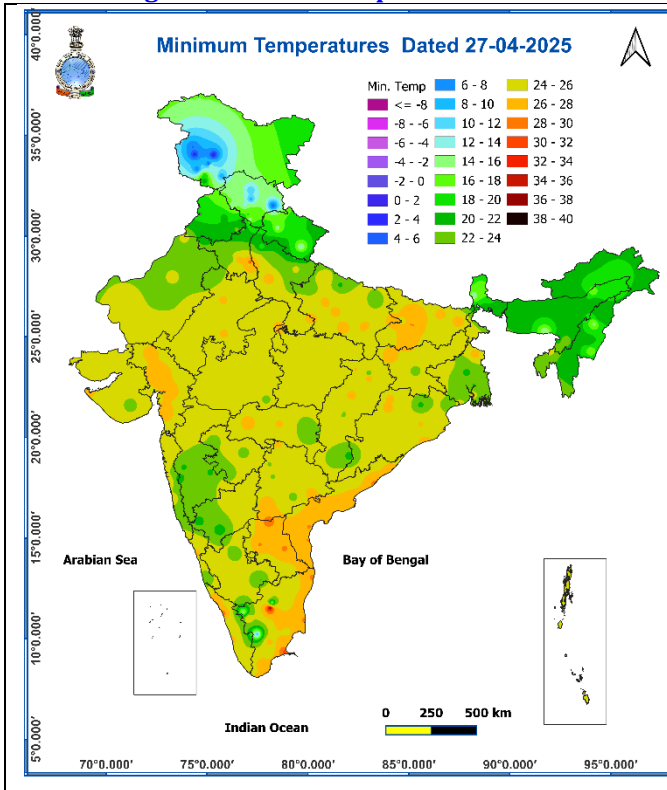 Minimum Temperatures Dated 27-04-2025
Min. Temp
<= -8
-8 - -6
-6 - -4
-4 - -2
-2 - 0
0 - 2
2 - 4
4 - 6
6 - 8
8 - 10
10 - 12
12 - 14
14 - 16
16 - 18
18 - 20
20 - 22
22 - 24
24 - 26
26 - 28
28 - 30
30 - 32
32 - 34
34 - 36
36 - 38
38 - 40
40°0.000'
35°0.000'
30°0.000'
25°0.000'
20°0.000'
15°0.000'
10°0.000'
5°0.000'
Arabian Sea
Bay of Bengal
Indian Ocean
0 250 500 km
70°0.000' 75°0.000' 80°0.000' 85°0.000' 90°0.000' 95°0.000'